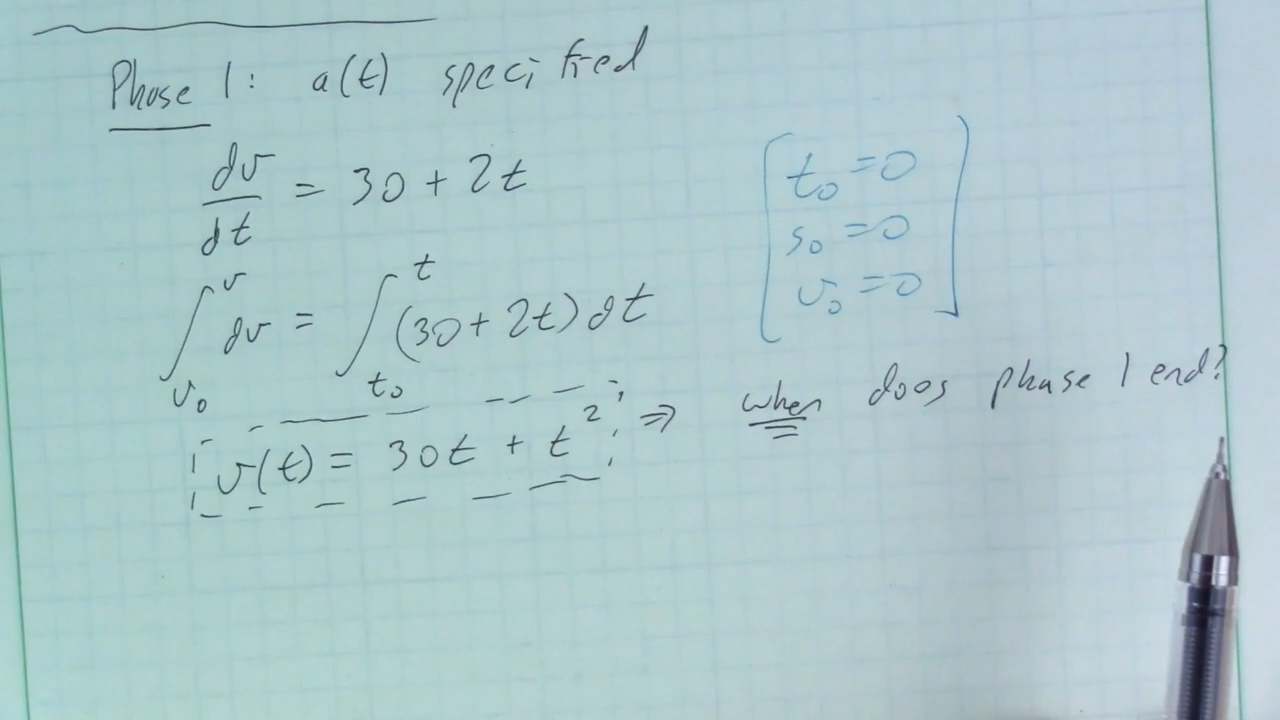 Phase 1: a(t) specified
dv/dt = 30 + 2t
t₀ = 0
s₀ = 0
v₀ = 0
∫_{v₀}^{v} dv = ∫_{t₀}^{t} (30 + 2t) dt
v(t) = 30t + t² ⇒ when does phase 1 end?